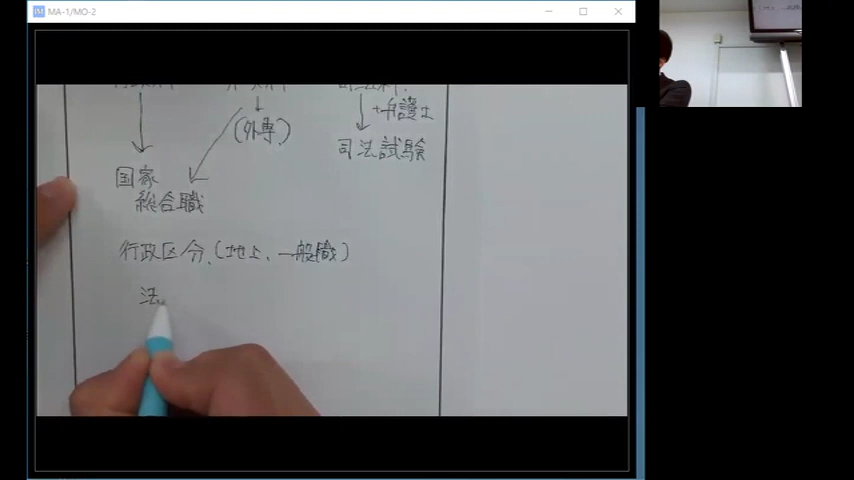 MA-1/MO-2
+弁護士
(外専)
司法試験
国家
総合職
行政区分.(地上、一般職)
法